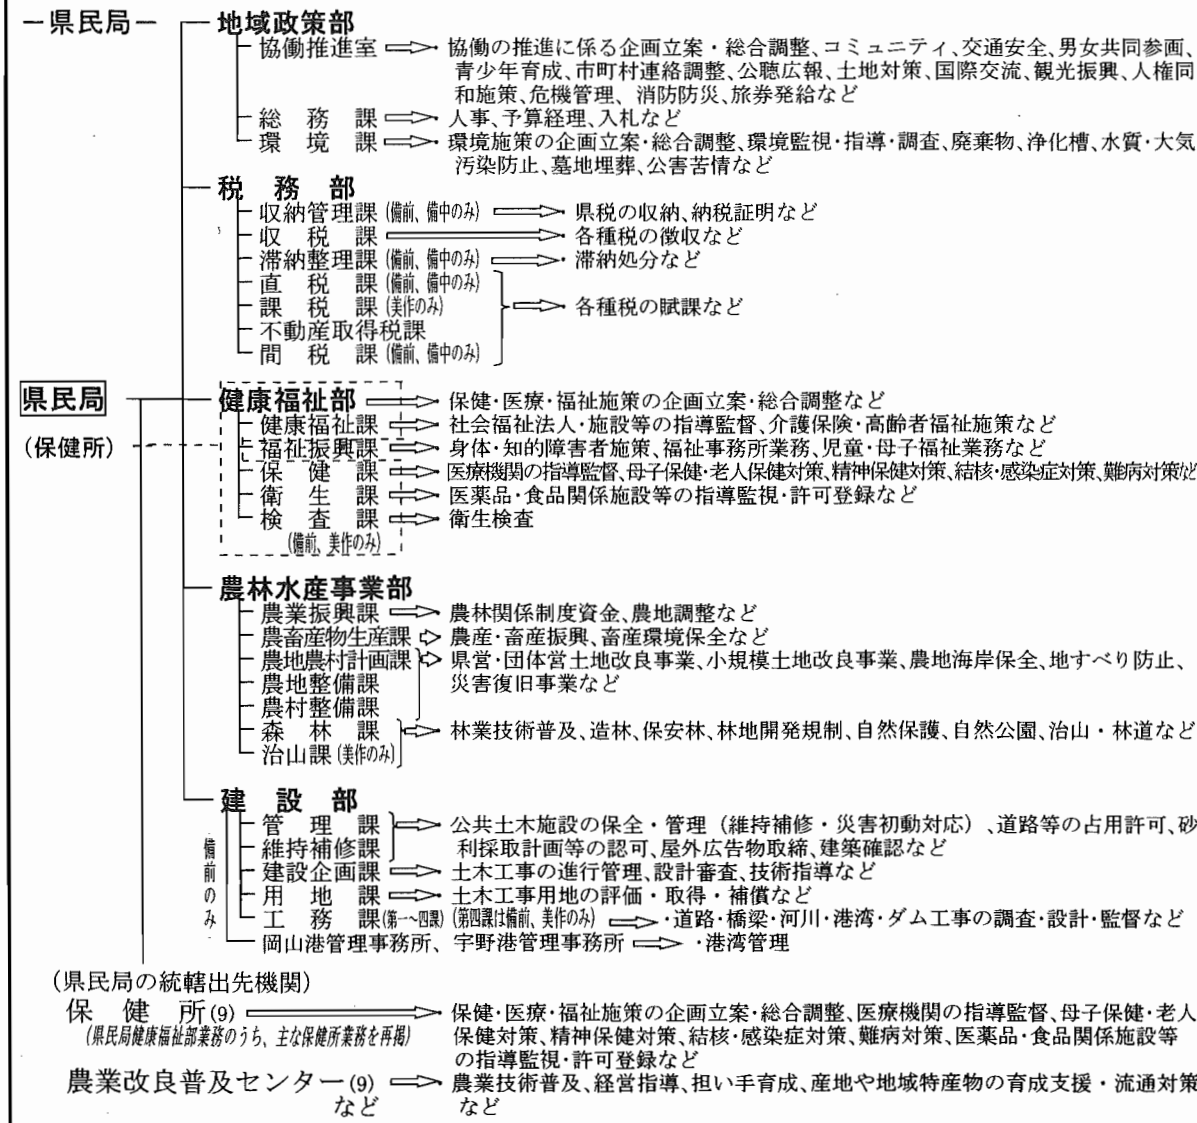 －県民局－
地域政策部
協働推進室 ⇨・協働の推進に係る企画立案・総合調整、コミュニティ、交通安全、男女共同参画、
青少年育成、市町村連絡調整、公聴広報、土地対策、国際交流、観光振興、人権同
和施策、危機管理、消防防災、旅券発給など
総務課 ⇨・人事、予算経理、入札など
環境課 ⇨・環境施策の企画立案・総合調整、環境監視・指導・調査、廃棄物、浄化槽、水質・大気
汚染防止、墓地埋葬、公害苦情など
税務部
収納管理課(備前、備中のみ) ⇨・県税の収納、納税証明など
収税課 ⇨・各種税の徴収など
滞納整理課(備前、備中のみ) ⇨・滞納処分など
直税課(備前、備中のみ)
課税課(美作のみ) ⇨・各種税の賦課など
不動産取得税課
間税課(備前、備中のみ)
県民局
(保健所)
健康福祉部 ⇨・保健・医療・福祉施策の企画立案・総合調整など
健康福祉課 ⇨・社会福祉法人・施設等の指導監督、介護保険・高齢者福祉施策など
福祉振興課 ⇨・身体・知的障害者施策、福祉事務所業務、児童・母子福祉業務など
保健課 ⇨・医療機関の指導監督、母子保健・老人保健対策、精神保健対策、結核・感染症対策、難病対策など
衛生課 ⇨・医薬品・食品関係施設等の指導監視・許可登録など
検査課 ⇨・衛生検査
(備前、美作のみ)
農林水産事業部
農業振興課 ⇨・農林関係制度資金、農地調整など
農畜産物生産課 ⇨・農産・畜産振興、畜産環境保全など
農地農村計画課 ⇨・県営・団体営土地改良事業、小規模土地改良事業、農地海岸保全、地すべり防止、
農地整備課 災害復旧事業など
農村整備課
森林課 ⇨・林業技術普及、造林、保安林、林地開発規制、自然保護、自然公園、治山・林道など
治山課(美作のみ)
建設部
備前のみ
管理課 ⇨・公共土木施設の保全・管理（維持補修・災害初動対応）、道路等の占用許可、砂
維持補修課 利採取計画等の認可、屋外広告物取締、建築確認など
建設企画課 ⇨・土木工事の進行管理、設計審査、技術指導など
用地課 ⇨・土木工事用地の評価・取得・補償など
工務課(第一～四課)(第四課は備前、美作のみ) ⇨・道路・橋梁・河川・港湾・ダム工事の調査・設計・監督など
岡山港管理事務所、宇野港管理事務所 ⇨・港湾管理
(県民局の統轄出先機関)
保健所(9) ⇨・保健・医療・福祉施策の企画立案・総合調整、医療機関の指導監督、母子保健・老人
(県民局健康福祉部業務のうち、主な保健所業務を再掲) 保健対策、精神保健対策、結核・感染症対策、難病対策、医薬品・食品関係施設等
の指導監視・許可登録など
農業改良普及センター(9) ⇨・農業技術普及、経営指導、担い手育成、産地や地域特産物の育成支援・流通対策
など など